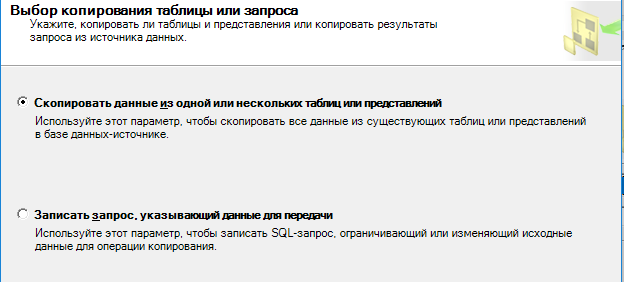 Выбор копирования таблицы или запроса
Укажите, копировать ли таблицы и представления или копировать результаты
запроса из источника данных.
Скопировать данные из одной или нескольких таблиц или представлений
Используйте этот параметр, чтобы скопировать все данные из существующих таблиц или представлений
в базе данных-источнике.
Записать запрос, указывающий данные для передачи
Используйте этот параметр, чтобы записать SQL-запрос, ограничивающий или изменяющий исходные
данные для операции копирования.